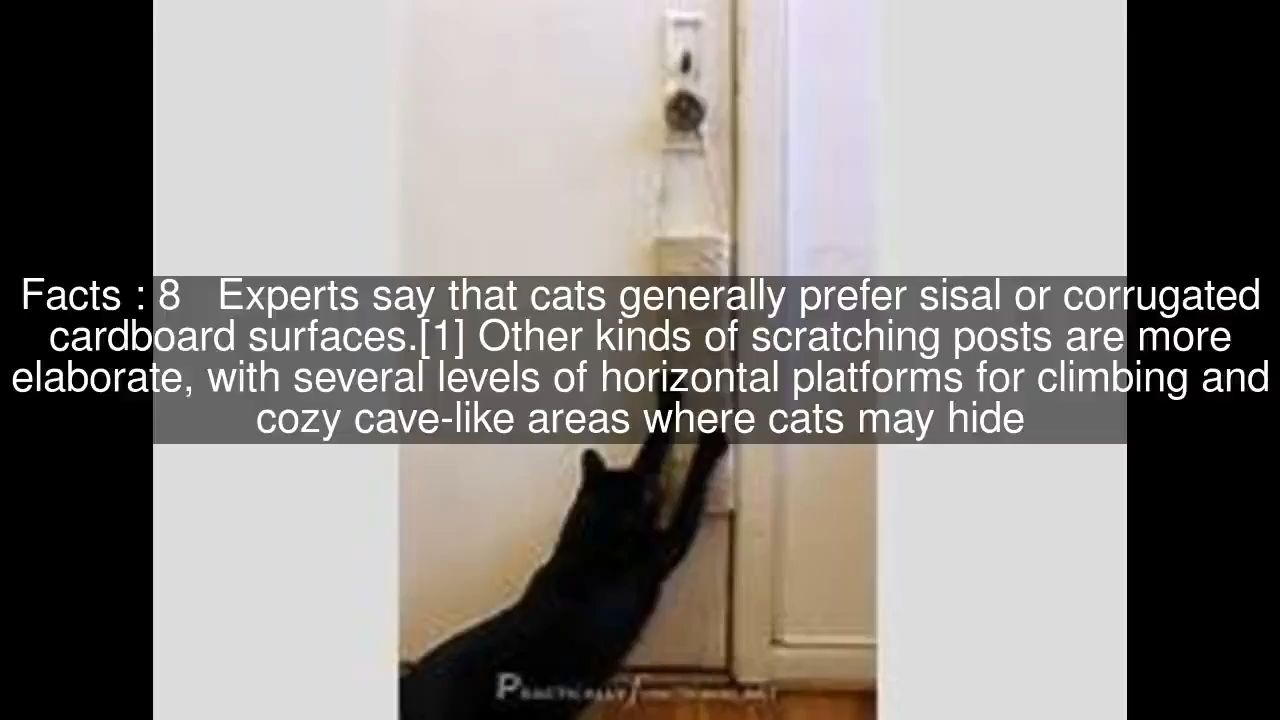 Facts : 8   Experts say that cats generally prefer sisal or corrugated
cardboard surfaces.[1] Other kinds of scratching posts are more
elaborate, with several levels of horizontal platforms for climbing and
cozy cave-like areas where cats may hide
PRACTICALLY